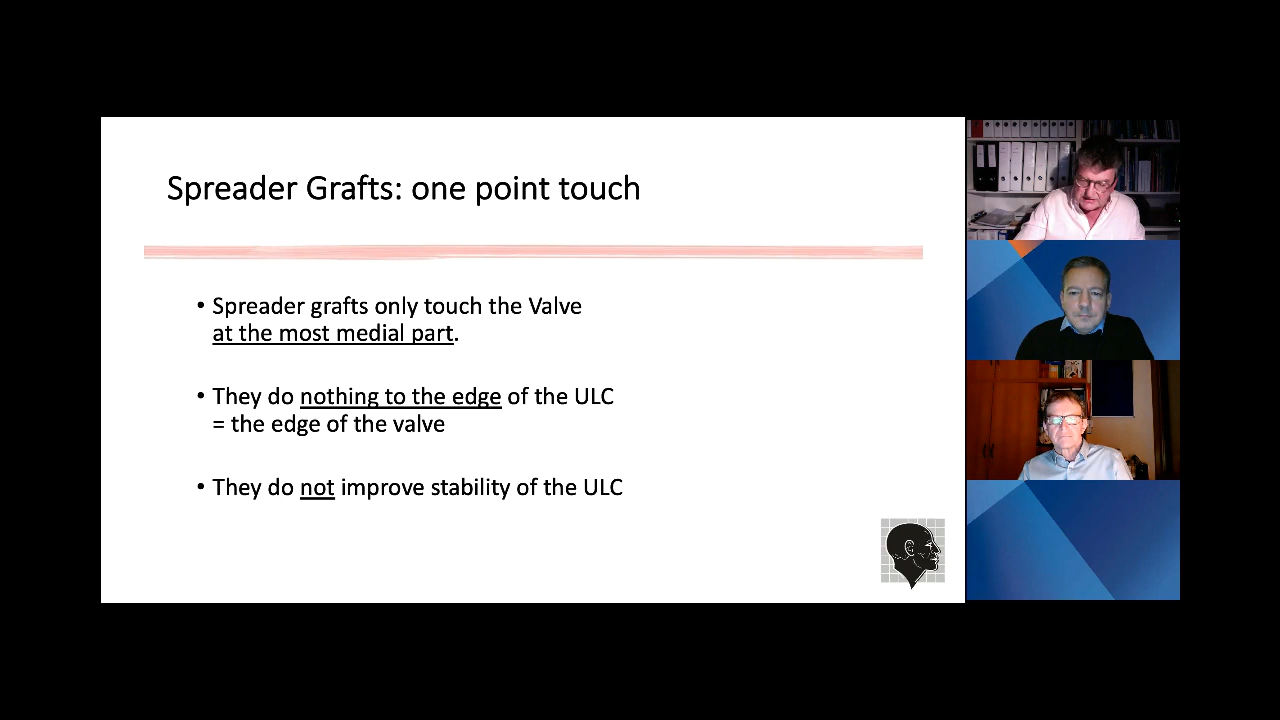 Spreader Grafts: one point touch
• Spreader grafts only touch the Valve
at the most medial part.
• They do nothing to the edge of the ULC
= the edge of the valve
• They do not improve stability of the ULC